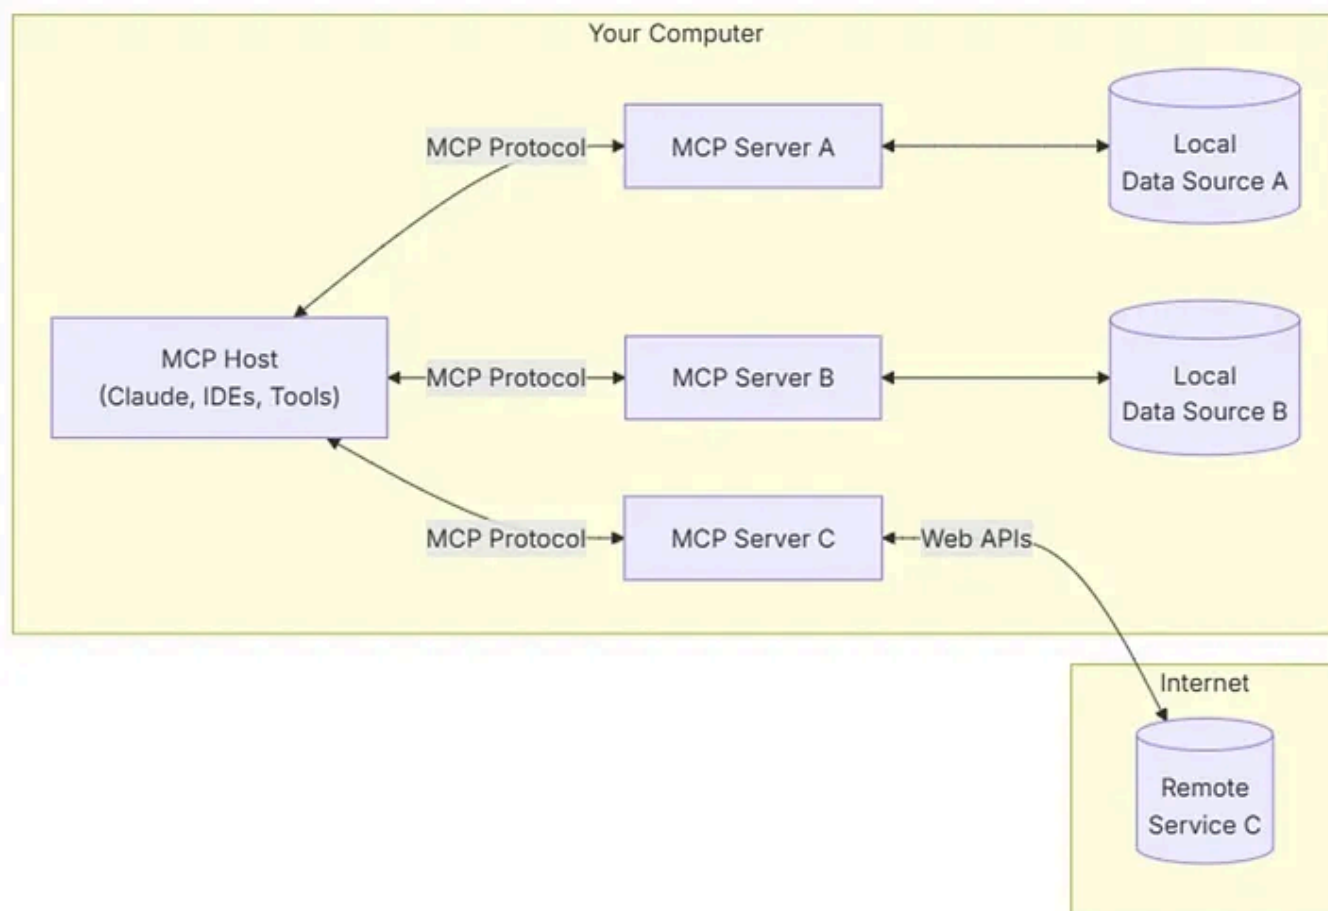 Your Computer
MCP Protocol
MCP Server A
Local
Data Source A
MCP Host
(Claude, IDEs, Tools)
MCP Protocol
MCP Server B
Local
Data Source B
MCP Protocol
MCP Server C
Web APIs
Internet
Remote
Service C